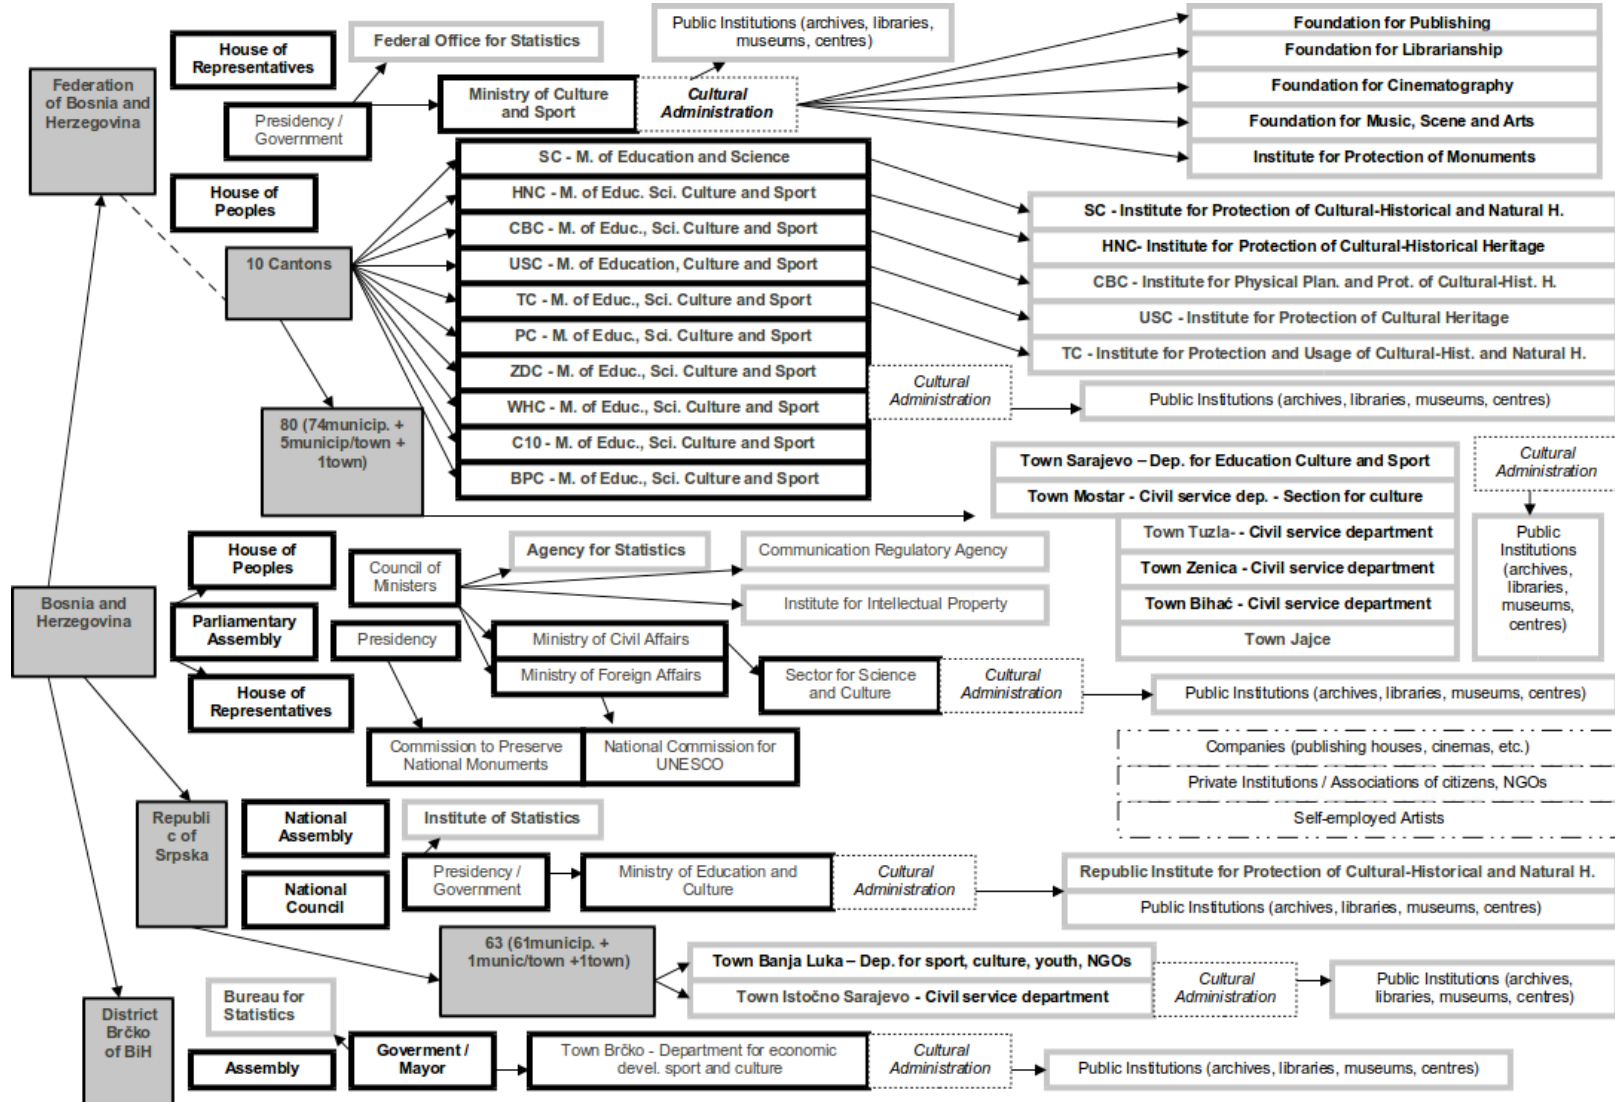 Federation
of Bosnia and
Herzegovina
House of
Representatives
Federal Office for Statistics
Public Institutions (archives, libraries,
museums, centres)
Presidency /
Government
Ministry of Culture
and Sport
Cultural
Administration
Foundation for Publishing
Foundation for Librarianship
Foundation for Cinematography
Foundation for Music, Scene and Arts
Institute for Protection of Monuments
House of
Peoples
10 Cantons
SC - M. of Education and Science
HNC - M. of Educ. Sci. Culture and Sport
CBC - M. of Educ., Sci. Culture and Sport
USC - M. of Education, Culture and Sport
TC - M. of Educ., Sci. Culture and Sport
PC - M. of Educ., Sci. Culture and Sport
ZDC - M. of Educ., Sci. Culture and Sport
WHC - M. of Educ., Sci. Culture and Sport
C10 - M. of Educ., Sci. Culture and Sport
BPC - M. of Educ., Sci. Culture and Sport
SC - Institute for Protection of Cultural-Historical and Natural H.
HNC- Institute for Protection of Cultural-Historical Heritage
CBC - Institute for Physical Plan. and Prot. of Cultural-Hist. H.
USC - Institute for Protection of Cultural Heritage
TC - Institute for Protection and Usage of Cultural-Hist. and Natural H.
Cultural
Administration
Public Institutions (archives, libraries, museums, centres)
80 (74municip. +
5municip/town +
1town)
Town Sarajevo – Dep. for Education Culture and Sport
Town Mostar - Civil service dep. - Section for culture
Town Tuzla- - Civil service department
Town Zenica - Civil service department
Town Bihać - Civil service department
Town Jajce
Cultural
Administration
Public
Institutions
(archives,
libraries,
museums,
centres)
Bosnia and
Herzegovina
House of
Peoples
Parliamentary
Assembly
House of
Representatives
Council of
Ministers
Presidency
Agency for Statistics
Communication Regulatory Agency
Institute for Intellectual Property
Ministry of Civil Affairs
Ministry of Foreign Affairs
Sector for Science
and Culture
Cultural
Administration
Public Institutions (archives, libraries, museums, centres)
Commission to Preserve
National Monuments
National Commission for
UNESCO
Companies (publishing houses, cinemas, etc.)
Private Institutions / Associations of citizens, NGOs
Self-employed Artists
Republi
c of
Srpska
National
Assembly
National
Council
Institute of Statistics
Presidency /
Government
Ministry of Education and
Culture
Cultural
Administration
Republic Institute for Protection of Cultural-Historical and Natural H.
Public Institutions (archives, libraries, museums, centres)
63 (61municip. +
1munic/town +1town)
Town Banja Luka – Dep. for sport, culture, youth, NGOs
Town Istočno Sarajevo - Civil service department
Cultural
Administration
Public Institutions (archives,
libraries, museums, centres)
District
Brčko
of BiH
Bureau for
Statistics
Assembly
Goverment /
Mayor
Town Brčko - Department for economic
devel. sport and culture
Cultural
Administration
Public Institutions (archives, libraries, museums, centres)